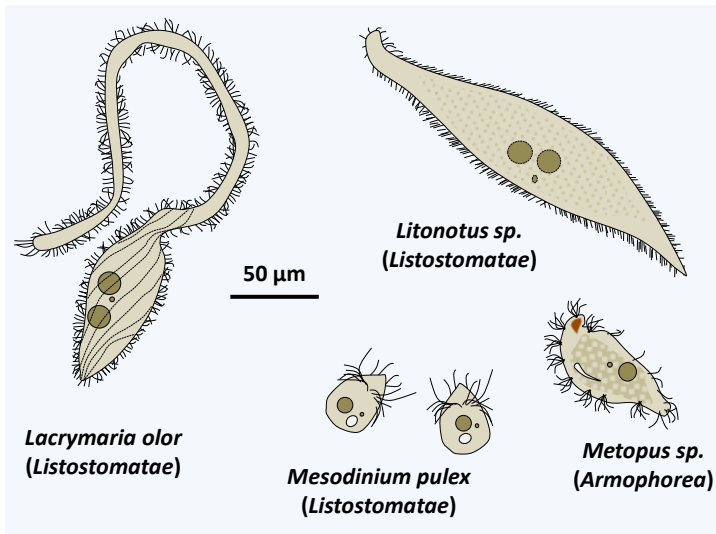 Litonotus sp.
(Listostomatae)
50 µm
Lacrymaria olor
(Listostomatae)
Mesodinium pulex
(Listostomatae)
Metopus sp.
(Armophorea)